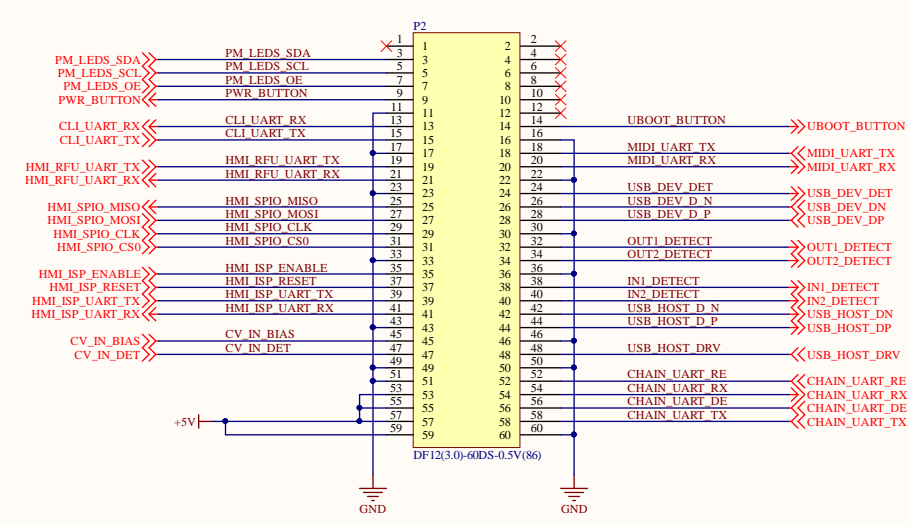 P2
1 1 2 2
PM_LEDS_SDA PM_LEDS_SDA 3 3 4 4
PM_LEDS_SCL PM_LEDS_SCL 5 5 6 6
PM_LEDS_OE PM_LEDS_OE 7 7 8 8
PWR_BUTTON PWR_BUTTON 9 9 10 10
11 11 12 12
CLI_UART_RX CLI_UART_RX 13 13 14 14 UBOOT_BUTTON UBOOT_BUTTON
CLI_UART_TX CLI_UART_TX 15 15 16 16
17 17 18 18 MIDI_UART_TX MIDI_UART_TX
HMI_RFU_UART_TX HMI_RFU_UART_TX 19 19 20 20 MIDI_UART_RX MIDI_UART_RX
HMI_RFU_UART_RX HMI_RFU_UART_RX 21 21 22 22
23 23 24 24 USB_DEV_DET USB_DEV_DET
HMI_SPIO_MISO HMI_SPIO_MISO 25 25 26 26 USB_DEV_D_N USB_DEV_DN
HMI_SPIO_MOSI HMI_SPIO_MOSI 27 27 28 28 USB_DEV_D_P USB_DEV_DP
HMI_SPIO_CLK HMI_SPIO_CLK 29 29 30 30
HMI_SPIO_CS0 HMI_SPIO_CS0 31 31 32 32 OUT1_DETECT OUT1_DETECT
33 33 34 34 OUT2_DETECT OUT2_DETECT
HMI_ISP_ENABLE HMI_ISP_ENABLE 35 35 36 36
HMI_ISP_RESET HMI_ISP_RESET 37 37 38 38 IN1_DETECT IN1_DETECT
HMI_ISP_UART_TX HMI_ISP_UART_TX 39 39 40 40 IN2_DETECT IN2_DETECT
HMI_ISP_UART_RX HMI_ISP_UART_RX 41 41 42 42 USB_HOST_D_N USB_HOST_DN
43 43 44 44 USB_HOST_D_P USB_HOST_DP
CV_IN_BIAS CV_IN_BIAS 45 45 46 46
CV_IN_DET CV_IN_DET 47 47 48 48 USB_HOST_DRV USB_HOST_DRV
49 49 50 50
51 51 52 52 CHAIN_UART_RE CHAIN_UART_RE
53 53 54 54 CHAIN_UART_RX CHAIN_UART_RX
55 55 56 56 CHAIN_UART_DE CHAIN_UART_DE
+5V 57 57 58 58 CHAIN_UART_TX CHAIN_UART_TX
59 59 60 60
DF12(3.0)-60DS-0.5V(86)
GND GND